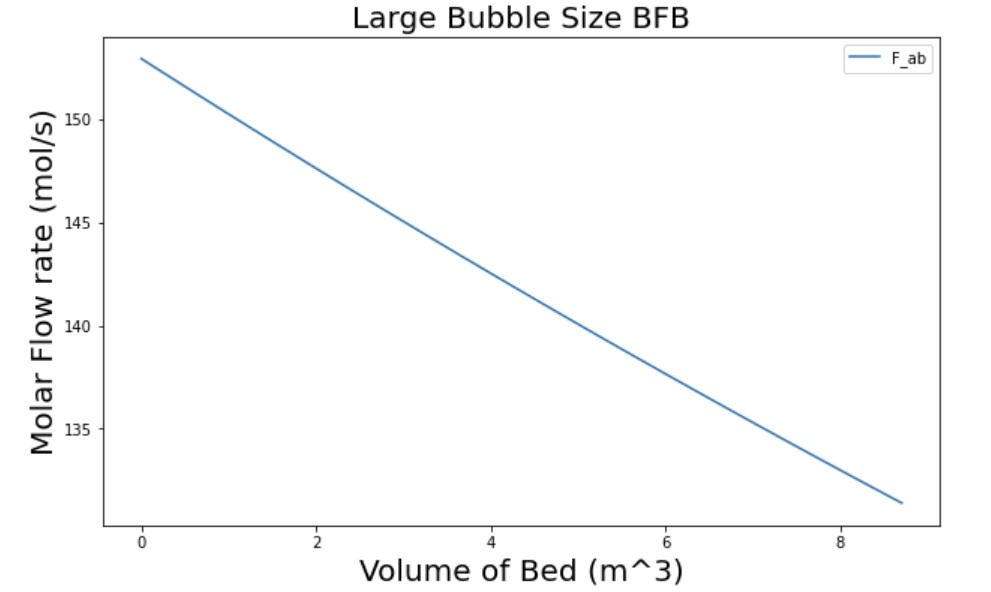 Large Bubble Size BFB
F_ab
Molar Flow rate (mol/s)
150
145
140
135
0 2 4 6 8
Volume of Bed (m^3)